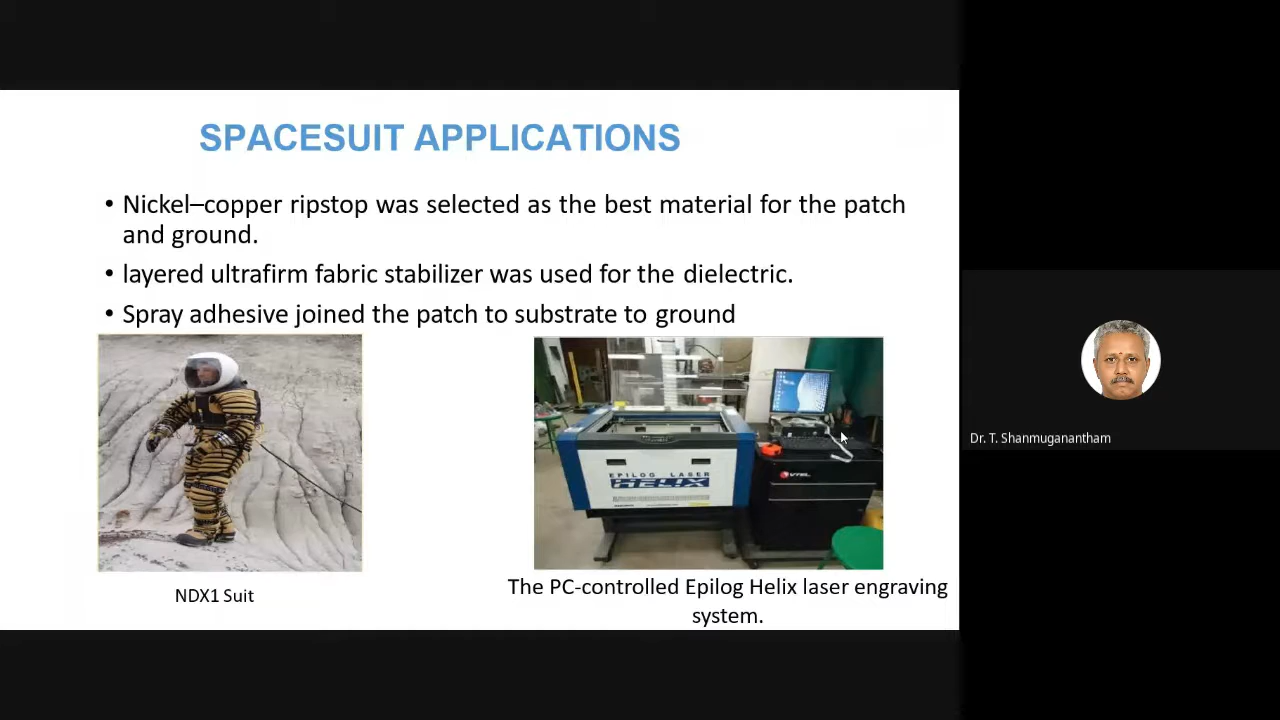 SPACESUIT APPLICATIONS
• Nickel–copper ripstop was selected as the best material for the patch
and ground.
• layered ultrafirm fabric stabilizer was used for the dielectric.
• Spray adhesive joined the patch to substrate to ground
EPILOG LASER
HELIX
VTEL
NDX1 Suit
The PC-controlled Epilog Helix laser engraving
system.
Dr. T. Shanmuganantham